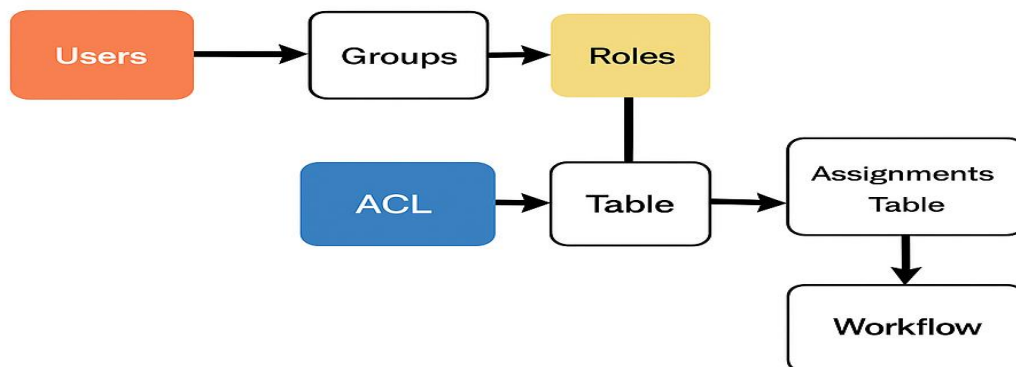 Users
Groups
Roles
ACL
Table
Assignments
Table
Workflow